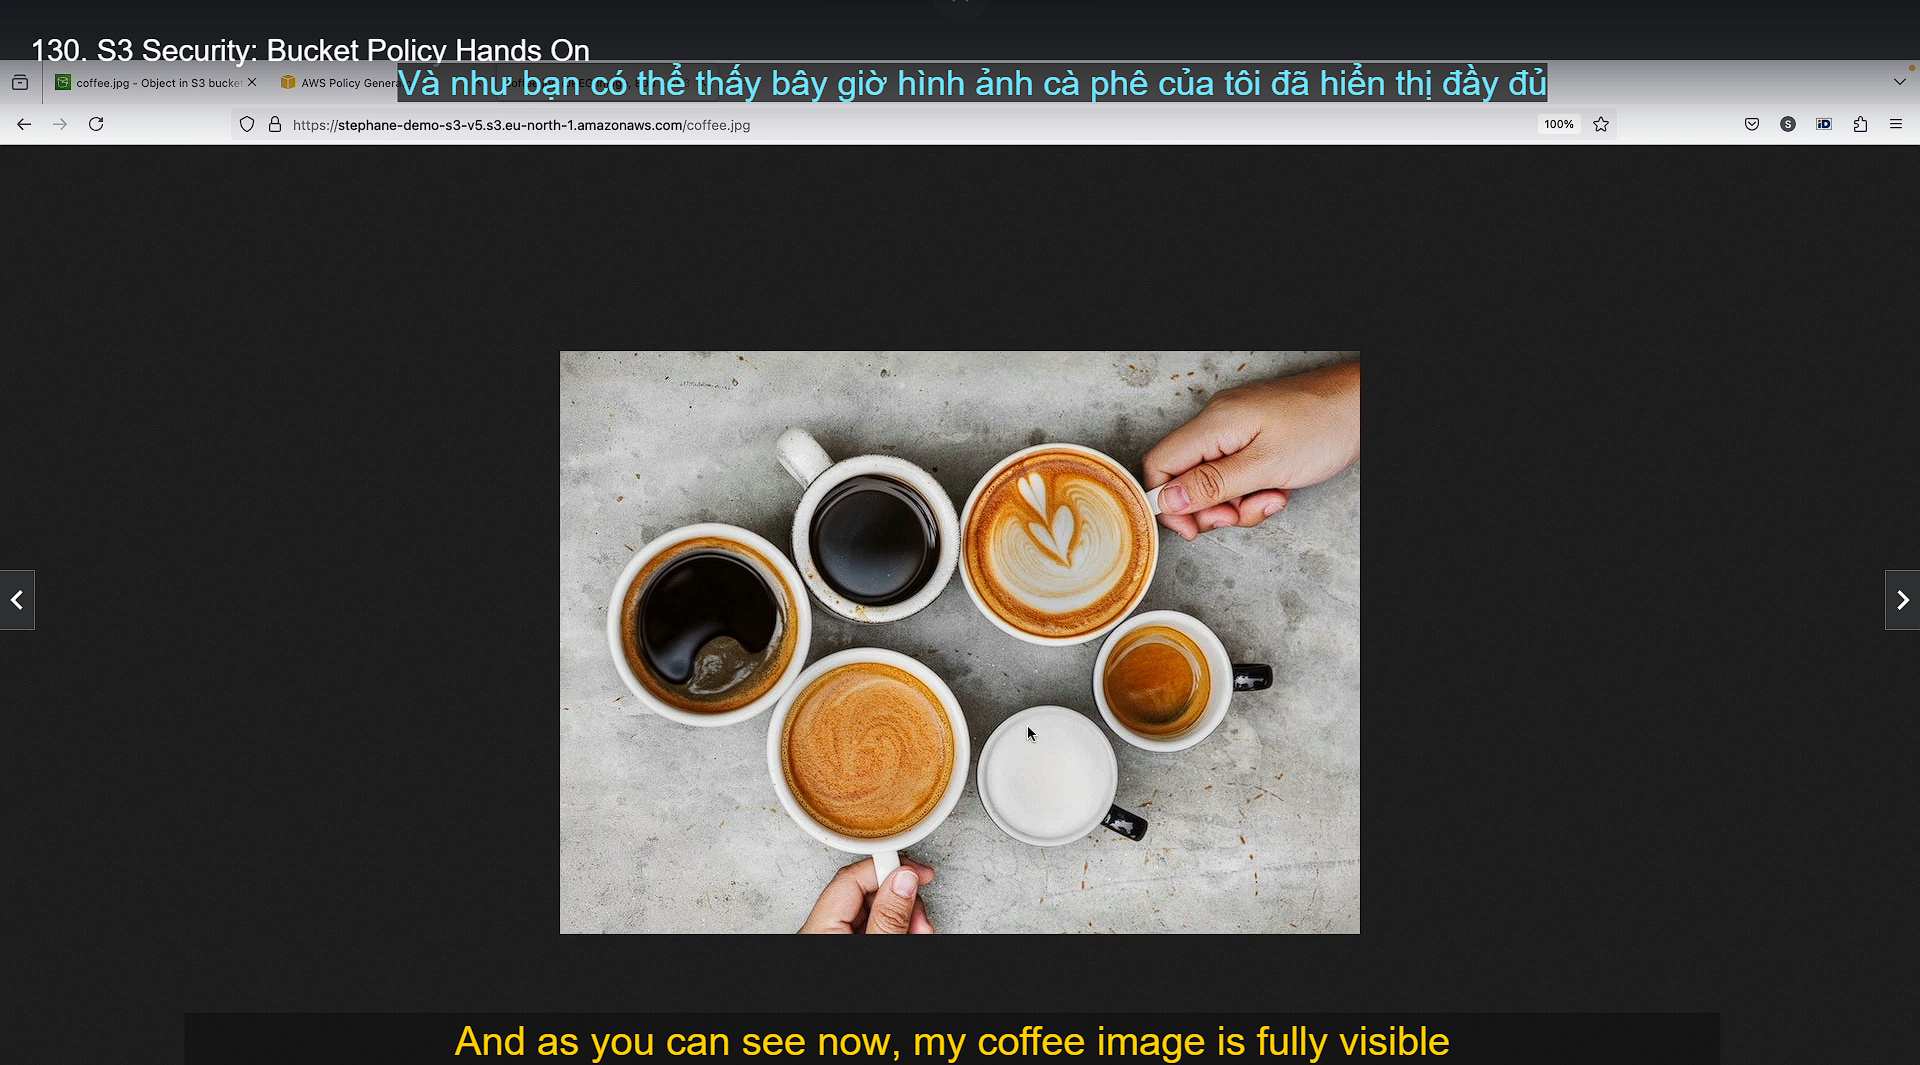 130. S3 Security: Bucket Policy Hands On
coffee.jpg - Object in S3 bucket
AWS Policy Genera
Và như bạn có thể thấy bây giờ hình ảnh cà phê của tôi đã hiển thị đầy đủ
https://stephane-demo-s3-v5.s3.eu-north-1.amazonaws.com/coffee.jpg
100%
S
iD
And as you can see now, my coffee image is fully visible